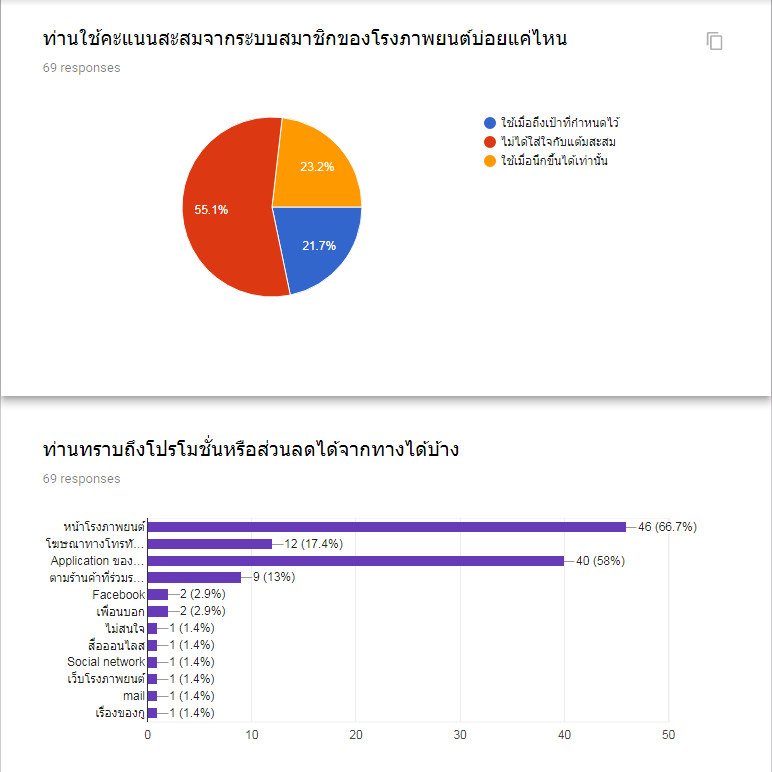 ท่านใช้คะแนนสะสมจากระบบสมาชิกของโรงภาพยนต์บ่อยแค่ไหน
69 responses
ใช้เมื่อถึงเป้าที่กำหนดไว้
ไม่ได้ใส่ใจกับแต้มสะสม
ใช้เมื่อนึกขึ้นได้เท่านั้น
23.2%
55.1%
21.7%
ท่านทราบถึงโปรโมชั่นหรือส่วนลดได้จากทางได้บ้าง
69 responses
หน้าโรงภาพยนต์ 46 (66.7%)
โฆษณาทางโทรทั... 12 (17.4%)
Application ของ... 40 (58%)
ตามร้านค้าที่ร่วมร... 9 (13%)
Facebook 2 (2.9%)
เพื่อนบอก 2 (2.9%)
ไม่สนใจ 1 (1.4%)
สื่อออนไลส 1 (1.4%)
Social network 1 (1.4%)
เว็บโรงภาพยนต์ 1 (1.4%)
mail 1 (1.4%)
เรื่องของกู 1 (1.4%)
0 10 20 30 40 50